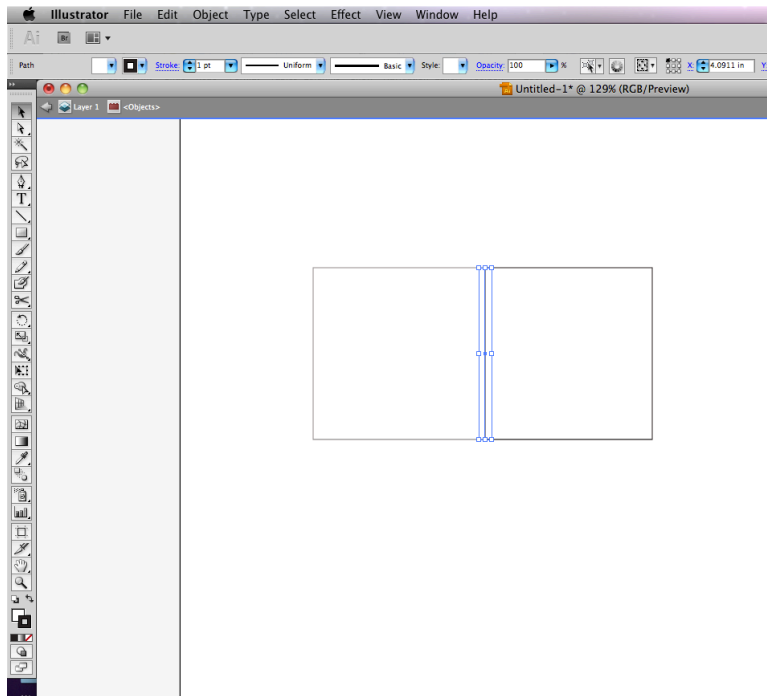 Illustrator File Edit Object Type Select Effect View Window Help
Ai Br
Path Stroke: 1 pt Uniform Basic Style: Opacity: 100 % X: 4.0911 in Y:
Untitled-1* @ 129% (RGB/Preview)
Layer 1 <Objects>
T